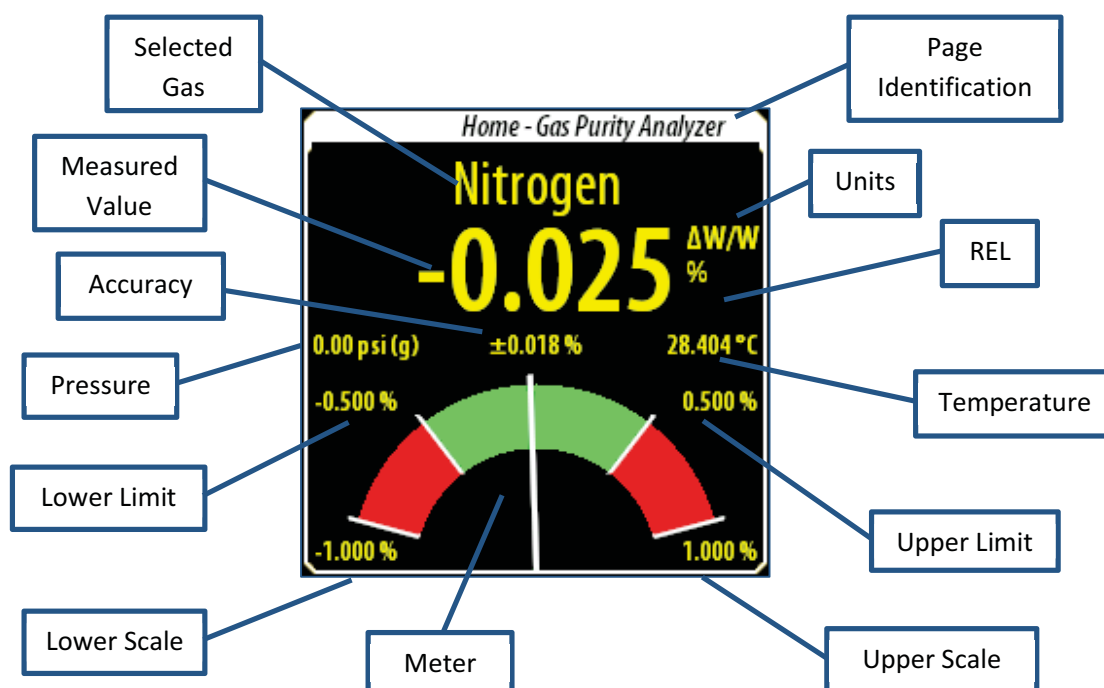 Selected
Gas
Page
Identification
Home - Gas Purity Analyzer
Measured
Value
Nitrogen
Units
-0.025
ΔW/W
%
REL
Accuracy
0.00 psi (g)
±0.018 %
28.404 °C
Pressure
-0.500 %
0.500 %
Temperature
Lower Limit
Upper Limit
-1.000 %
1.000 %
Lower Scale
Meter
Upper Scale